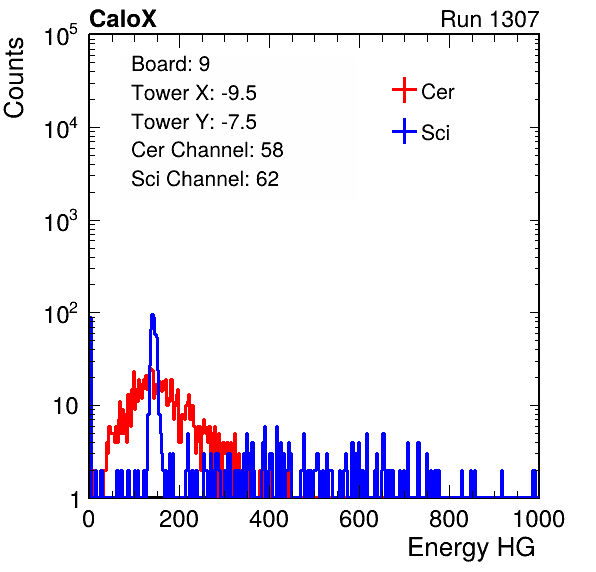 CaloX Run 1307
Counts
10^5
10^4
10^3
10^2
10
1
Board: 9
Tower X: -9.5
Tower Y: -7.5
Cer Channel: 58
Sci Channel: 62
Cer
Sci
0 200 400 600 800 1000
Energy HG